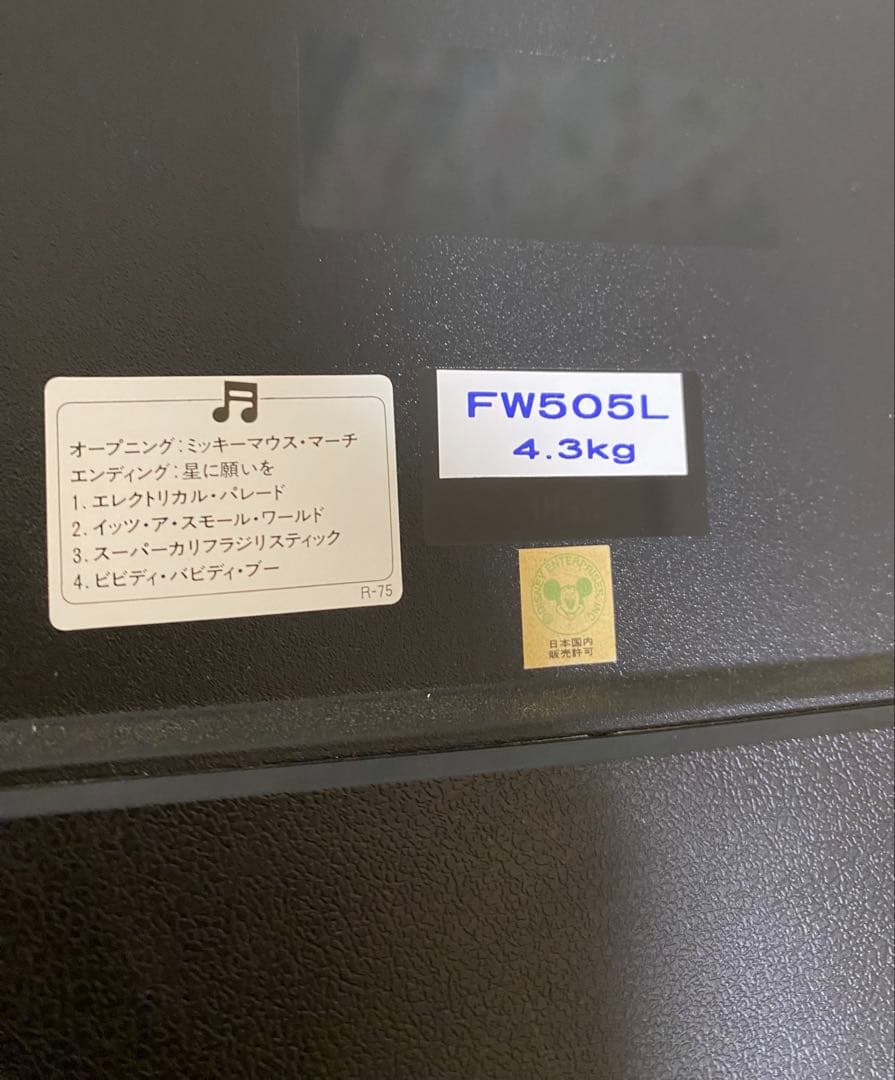 オープニング:ミッキーマウス・マーチ
エンディング:星に願いを
1.エレクトリカル・パレード
2.イッツ・ア・スモール・ワールド
3.スーパーカリフラジリスティック
4.ビビディ・バビディ・ブー
R-75
FW505L
4.3kg
©DISNEY ENTERPRISES, INC.
日本国内
販売許可